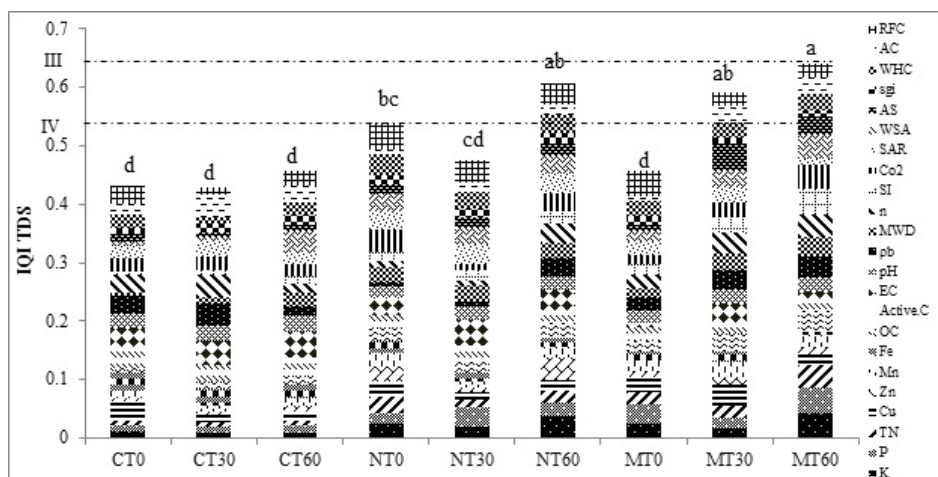 0.7
0.6
0.5
0.4
0.3
0.2
0.1
0
IQI TDS
III
IV
d
d
d
bc
cd
ab
d
ab
a
CT0
CT30
CT60
NT0
NT30
NT60
MT0
MT30
MT60
RFC
AC
WHC
sgi
AS
WSA
SAR
Co2
SI
n
MWD
ρb
pH
EC
Active.C
OC
Fe
Mn
Zn
Cu
TN
P
K